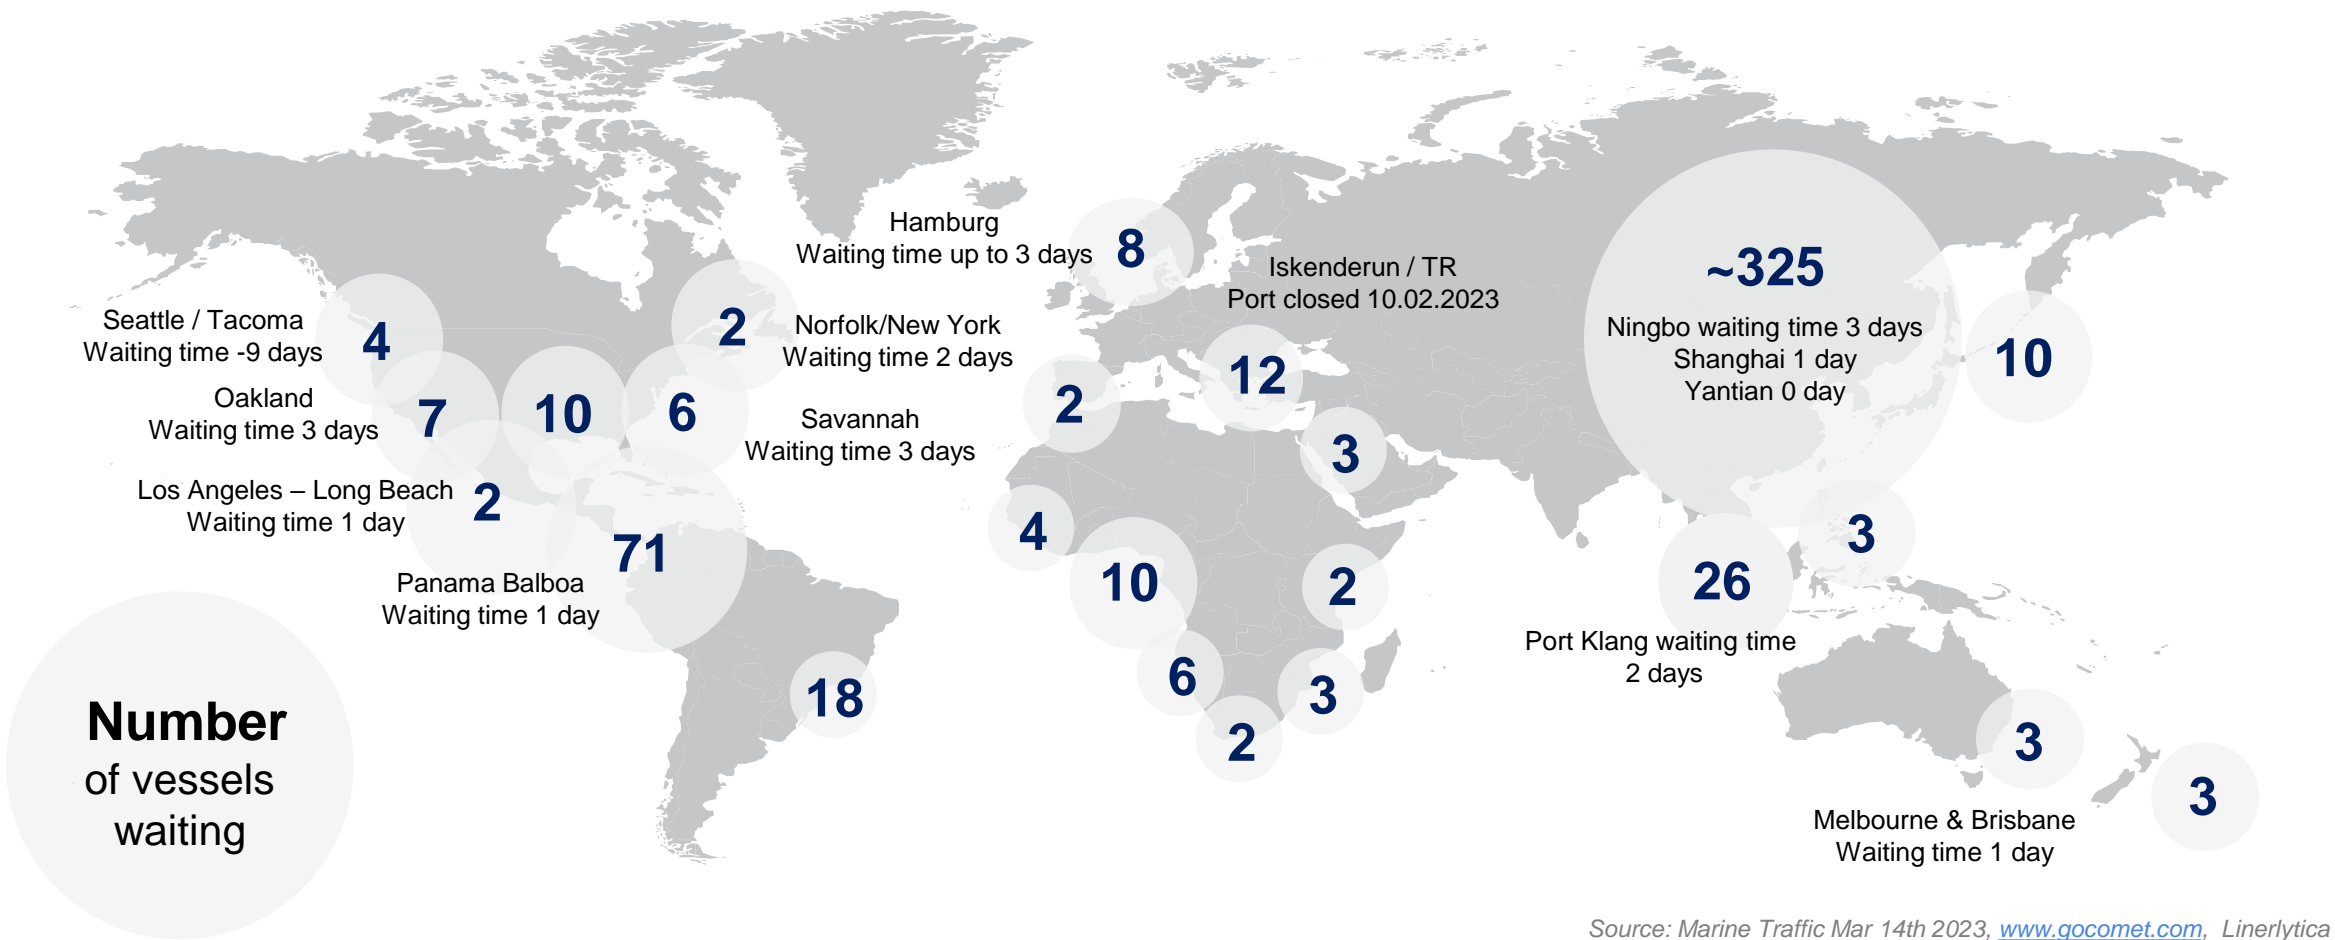 Hamburg
Waiting time up to 3 days
8
Iskenderun / TR
Port closed 10.02.2023
12
~325
Ningbo waiting time 3 days
Shanghai 1 day
Yantian 0 day
10
Seattle / Tacoma
Waiting time -9 days
4
2
Norfolk/New York
Waiting time 2 days
Oakland
Waiting time 3 days
7
10
6
Savannah
Waiting time 3 days
2
3
Los Angeles – Long Beach
Waiting time 1 day
2
71
Panama Balboa
Waiting time 1 day
4
10
2
26
3
Port Klang waiting time
2 days
18
6
3
2
3
3
Melbourne & Brisbane
Waiting time 1 day
Number
of vessels
waiting
Source: Marine Traffic Mar 14th 2023, www.gocomet.com, Linerlytica